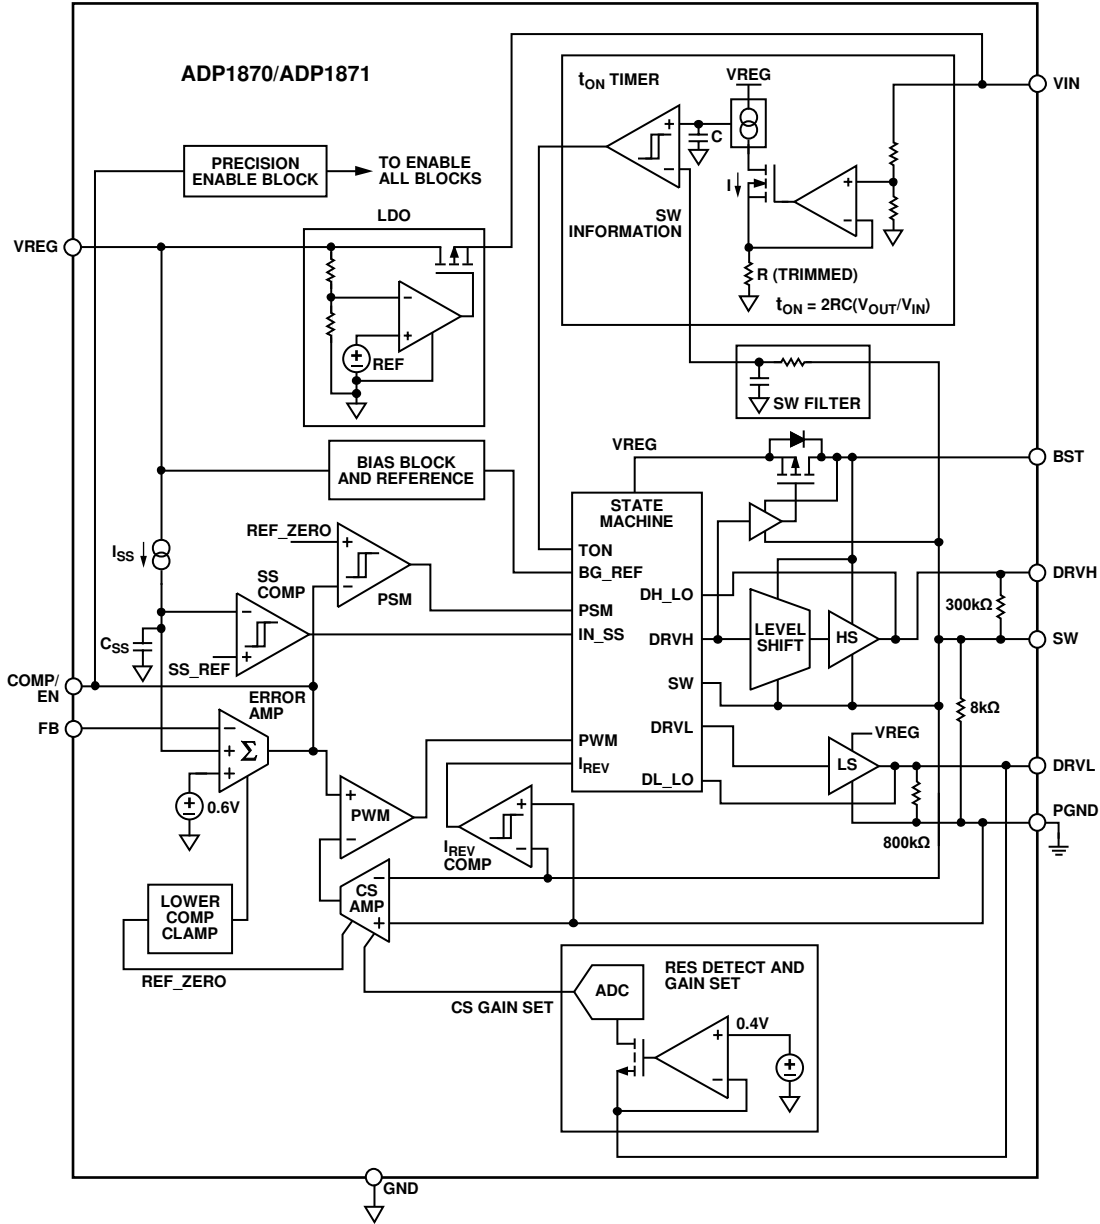 ADP1870/ADP1871
tON TIMER
VREG
VIN
C
I
SW
INFORMATION
R (TRIMMED)
tON = 2RC(VOUT/VIN)
PRECISION
ENABLE BLOCK
TO ENABLE
ALL BLOCKS
LDO
VREG
REF
SW FILTER
VREG
BST
BIAS BLOCK
AND REFERENCE
STATE
MACHINE
REF_ZERO
ISS
PSM
SS
COMP
CSS
SS_REF
TON
BG_REF
PSM
IN_SS
PWM
IREV
DH_LO
DRVH
SW
DRVL
DL_LO
LEVEL
SHIFT
HS
DRVH
300kΩ
SW
8kΩ
VREG
LS
DRVL
PGND
800kΩ
COMP/
EN
FB
ERROR
AMP
Σ
0.6V
PWM
IREV
COMP
CS
AMP
LOWER
COMP
CLAMP
REF_ZERO
CS GAIN SET
ADC
RES DETECT AND
GAIN SET
0.4V
GND